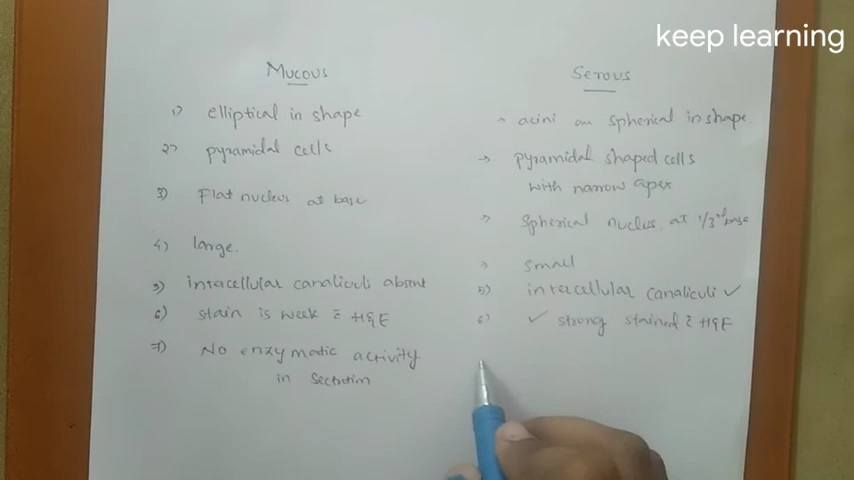 keep learning
Mucous
Serous
1) elliptical in shape
→ acini are spherical in shape
2) pyramidal cells
→ pyramidal shaped cells
with narrow apex
3) Flat nucleus at base
→ Spherical nucleus at 1/3rd base
4) large.
→ small
5) intercellular canaliculi absent
5) intercellular canaliculi ✓
6) stain is week c̄ H&E
6) ✓ strong stained c̄ H&E
7) No enzymatic activity
in